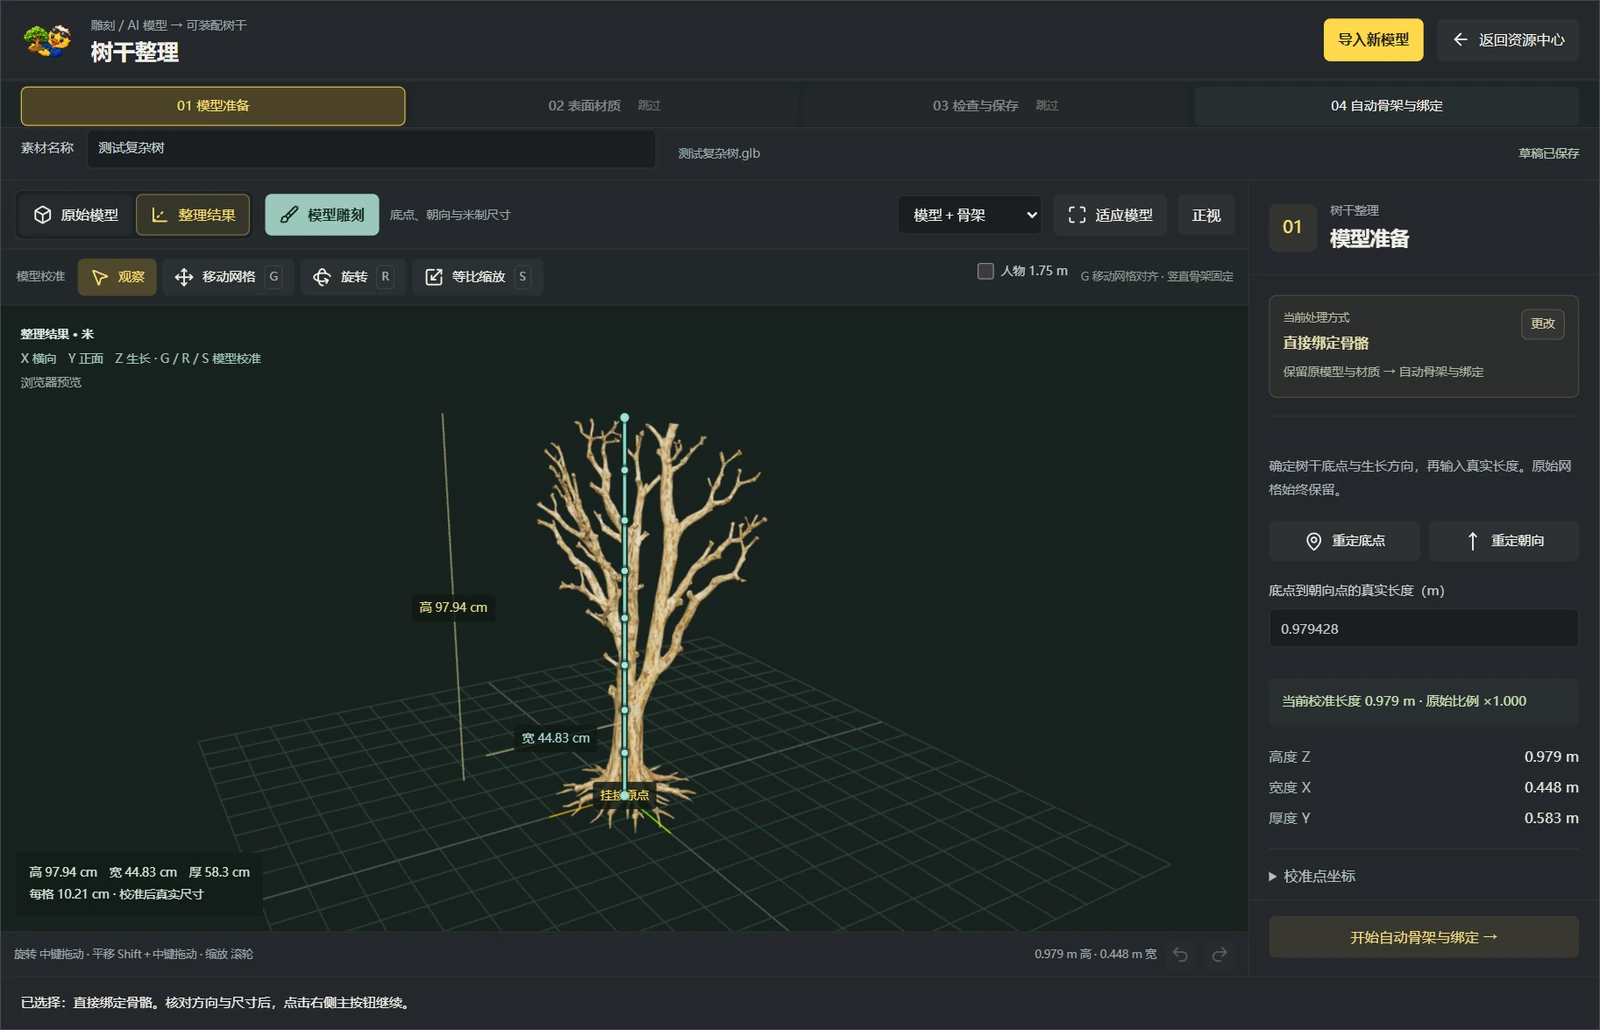 雕刻 / AI 模型 → 可装配树干
树干整理
导入新模型
← 返回资源中心
01 模型准备
02 表面材质 跳过
03 检查与保存 跳过
04 自动骨架与绑定
素材名称
测试复杂树
测试复杂树.glb
草稿已保存
原始模型
整理结果
模型雕刻
底点、朝向与米制尺寸
模型 + 骨架
适应模型
正视
模型校准
观察
移动网格 G
旋转 R
等比缩放 S
人物 1.75 m
G 移动网格对齐 · 竖直骨架固定
整理结果 • 米
X 横向 Y 正面 Z 生长 · G / R / S 模型校准
浏览器预览
高 97.94 cm
宽 44.83 cm
挂接原点
高 97.94 cm 宽 44.83 cm 厚 58.3 cm
每格 10.21 cm · 校准后真实尺寸
旋转 中键拖动 · 平移 Shift + 中键拖动 · 缩放 滚轮
0.979 m 高 · 0.448 m 宽
01
树干整理
模型准备
当前处理方式
直接绑定骨骼
更改
保留原模型与材质 → 自动骨架与绑定
确定树干底点与生长方向，再输入真实长度。原始网
格始终保留。
重定底点
重定朝向
底点到朝向点的真实长度（m）
0.979428
当前校准长度 0.979 m · 原始比例 ×1.000
高度 Z 0.979 m
宽度 X 0.448 m
厚度 Y 0.583 m
校准点坐标
开始自动骨架与绑定 →
已选择：直接绑定骨骼。核对方向与尺寸后，点击右侧主按钮继续。